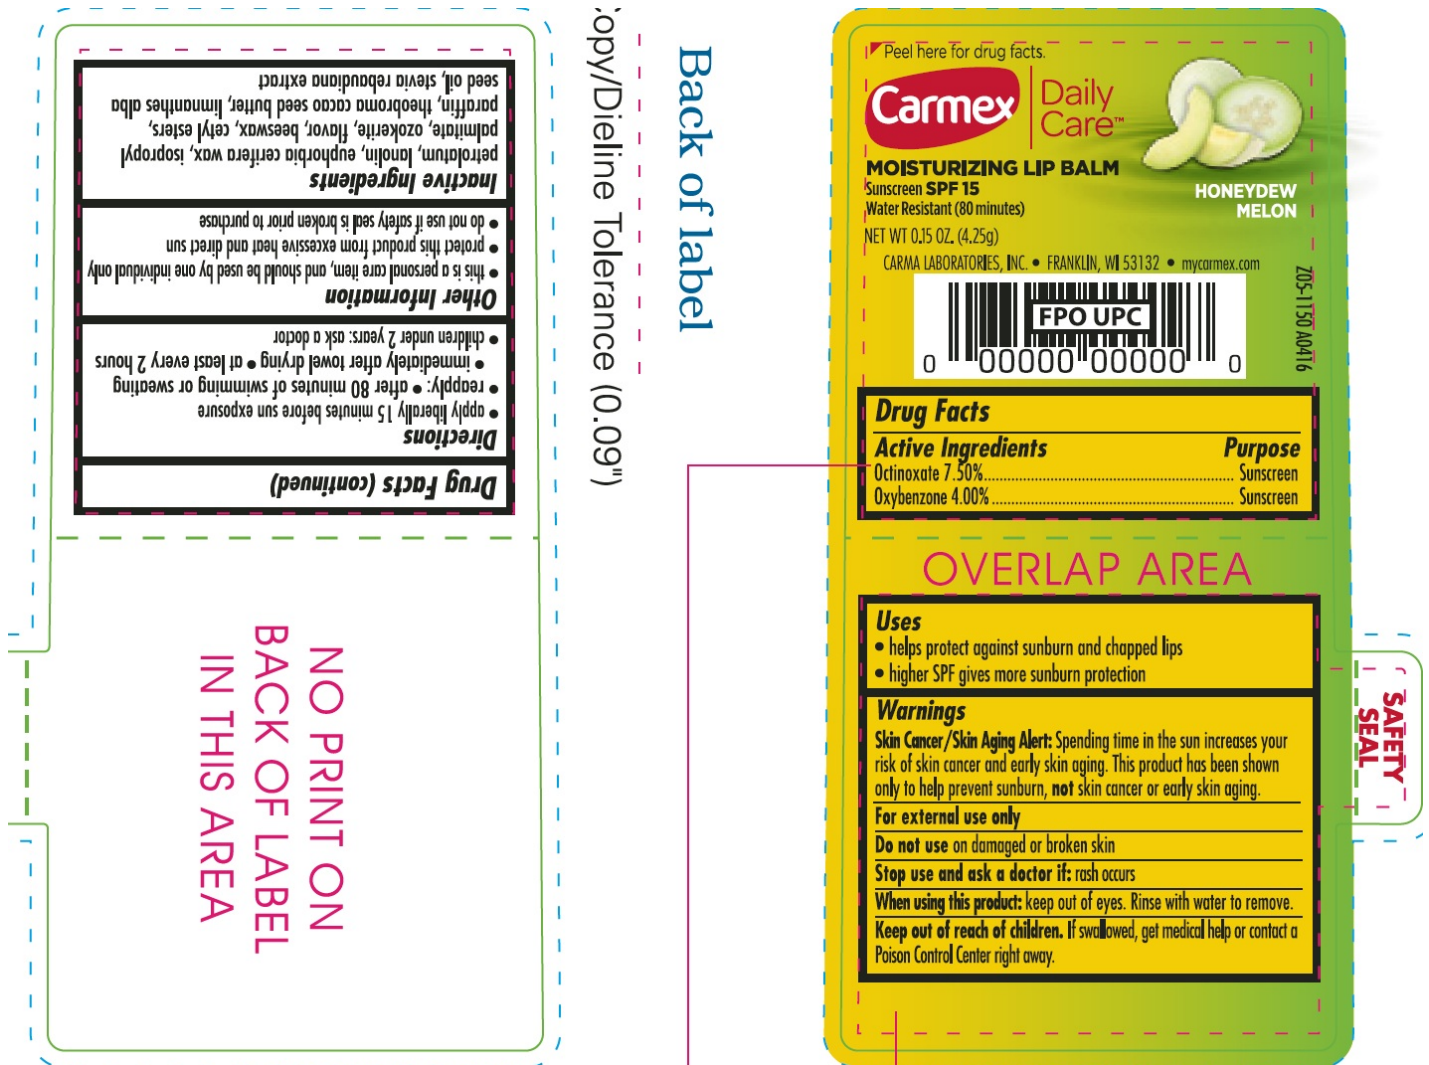 Drug Facts (continued)
Directions
• apply liberally 15 minutes before sun exposure
• reapply: • after 80 minutes of swimming or sweating
• immediately after towel drying • at least every 2 hours
• children under 2 years: ask a doctor
Other Information
• this is a personal care item, and should be used by one individual only
• protect this product from excessive heat and direct sun
• do not use if safety seal is broken prior to purchase
Inactive Ingredients
petrolatum, lanolin, euphorbia cerifera wax, isopropyl
palmitate, ozokerite, flavor, beeswax, cetyl esters,
paraffin, theobroma cacao seed butter, limnanthes alba
seed oil, stevia rebaudiana extract
NO PRINT ON
BACK OF LABEL
IN THIS AREA
opy/Dieline Tolerance (0.09")
Back of label
Peel here for drug facts.
Carmex
Daily
Care™
MOISTURIZING LIP BALM
Sunscreen SPF 15
Water Resistant (80 minutes)
HONEYDEW
MELON
NET WT 0.15 OZ. (4.25g)
CARMA LABORATORIES, INC. • FRANKLIN, WI 53132 • mycarmex.com
Z05-1150 A0416
FPO UPC
0 00000 00000 0
Drug Facts
Active Ingredients Purpose
Octinoxate 7.50%........ Sunscreen
Oxybenzone 4.00%........ Sunscreen
OVERLAP AREA
Uses
• helps protect against sunburn and chapped lips
• higher SPF gives more sunburn protection
Warnings
Skin Cancer/Skin Aging Alert: Spending time in the sun increases your
risk of skin cancer and early skin aging. This product has been shown
only to help prevent sunburn, not skin cancer or early skin aging.
For external use only
Do not use on damaged or broken skin
Stop use and ask a doctor if: rash occurs
When using this product: keep out of eyes. Rinse with water to remove.
Keep out of reach of children. If swallowed, get medical help or contact a
Poison Control Center right away.
SAFETY
SEAL